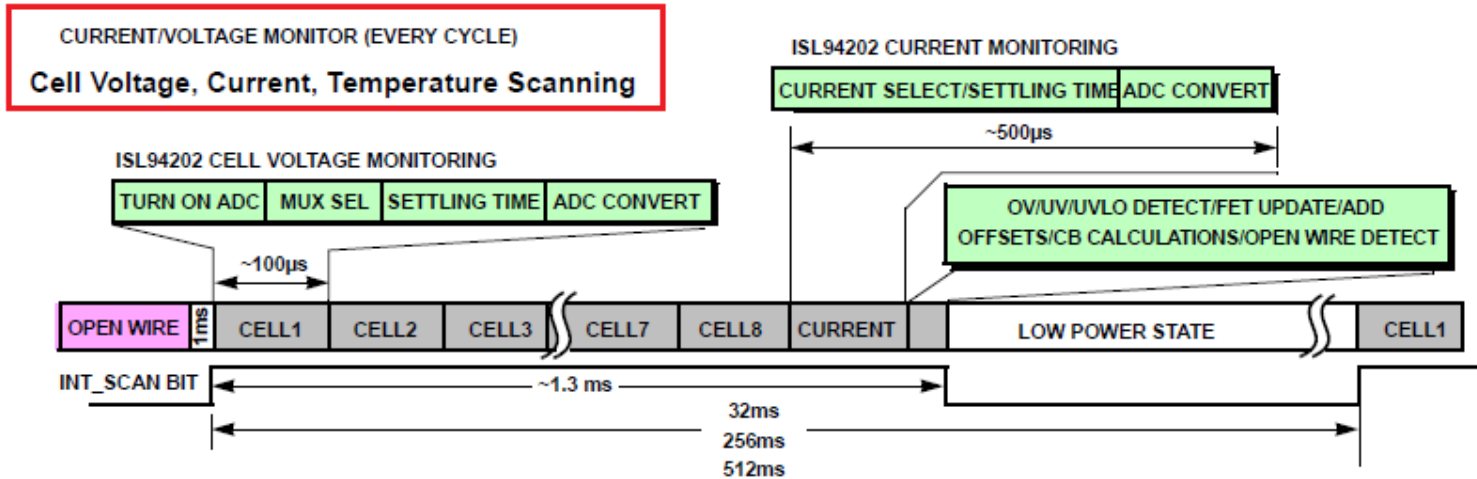 CURRENT/VOLTAGE MONITOR (EVERY CYCLE)
Cell Voltage, Current, Temperature Scanning
ISL94202 CURRENT MONITORING
CURRENT SELECT/SETTLING TIME
ADC CONVERT
~500µs
ISL94202 CELL VOLTAGE MONITORING
TURN ON ADC
MUX SEL
SETTLING TIME
ADC CONVERT
OV/UV/UVLO DETECT/FET UPDATE/ADD
OFFSETS/CB CALCULATIONS/OPEN WIRE DETECT
~100µs
OPEN WIRE
1ms
CELL1
CELL2
CELL3
CELL7
CELL8
CURRENT
LOW POWER STATE
CELL1
INT_SCAN BIT
~1.3 ms
32ms
256ms
512ms